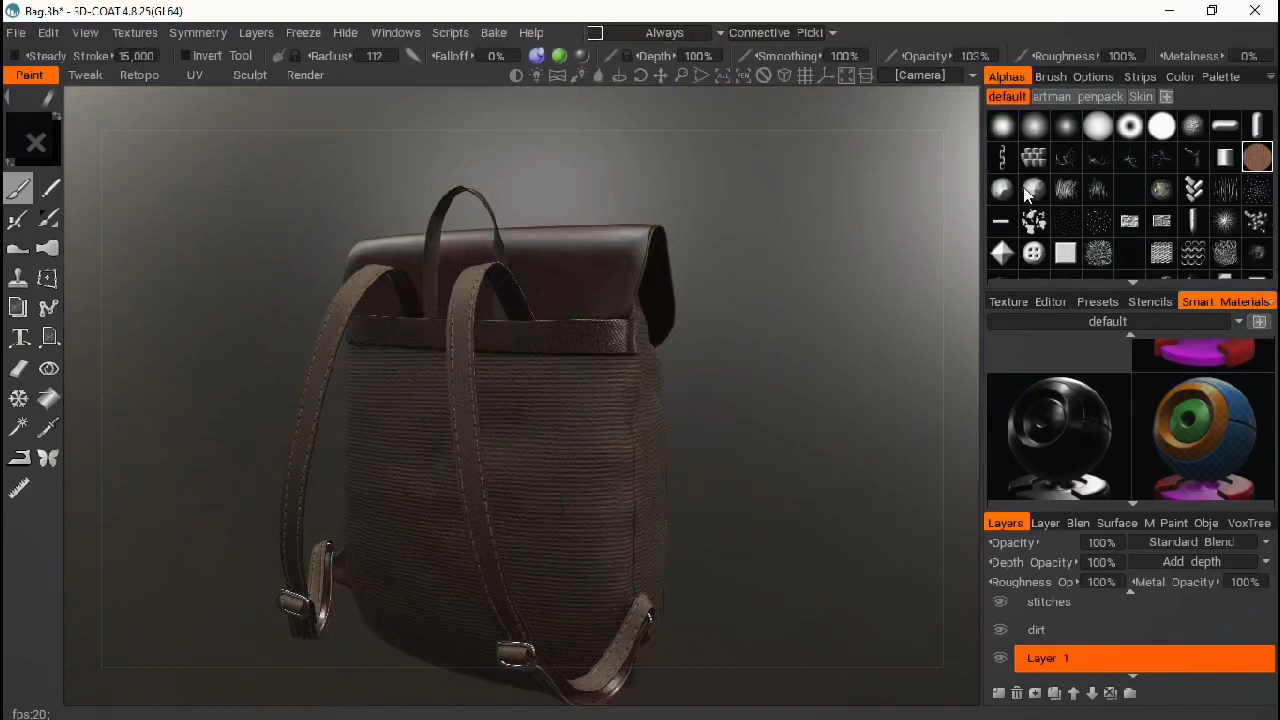 Bag.3b* - 3D-COAT 4.8.25(GL64)
File Edit View Textures Symmetry Layers Freeze Hide Windows Scripts Bake Help Always Connective Picki
Steady Stroke 15,000 Invert Tool Radius 112 Falloff 0% Depth 100% Smoothing 100% Opacity 103% Roughness 100% Metalness 0%
Paint Tweak Retopo UV Sculpt Render [Camera] Alphas Brush Options Strips Color Palette
default artman penpack Skin
Texture Editor Presets Stencils Smart Materials
default
Layers Layer Blen Surface M Paint Obje VoxTree
Opacity 100% Standard Blend
Depth Opacity 100% Add depth
Roughness Op 100% Metal Opacity 100%
stitches
dirt
Layer 1
fps:20;